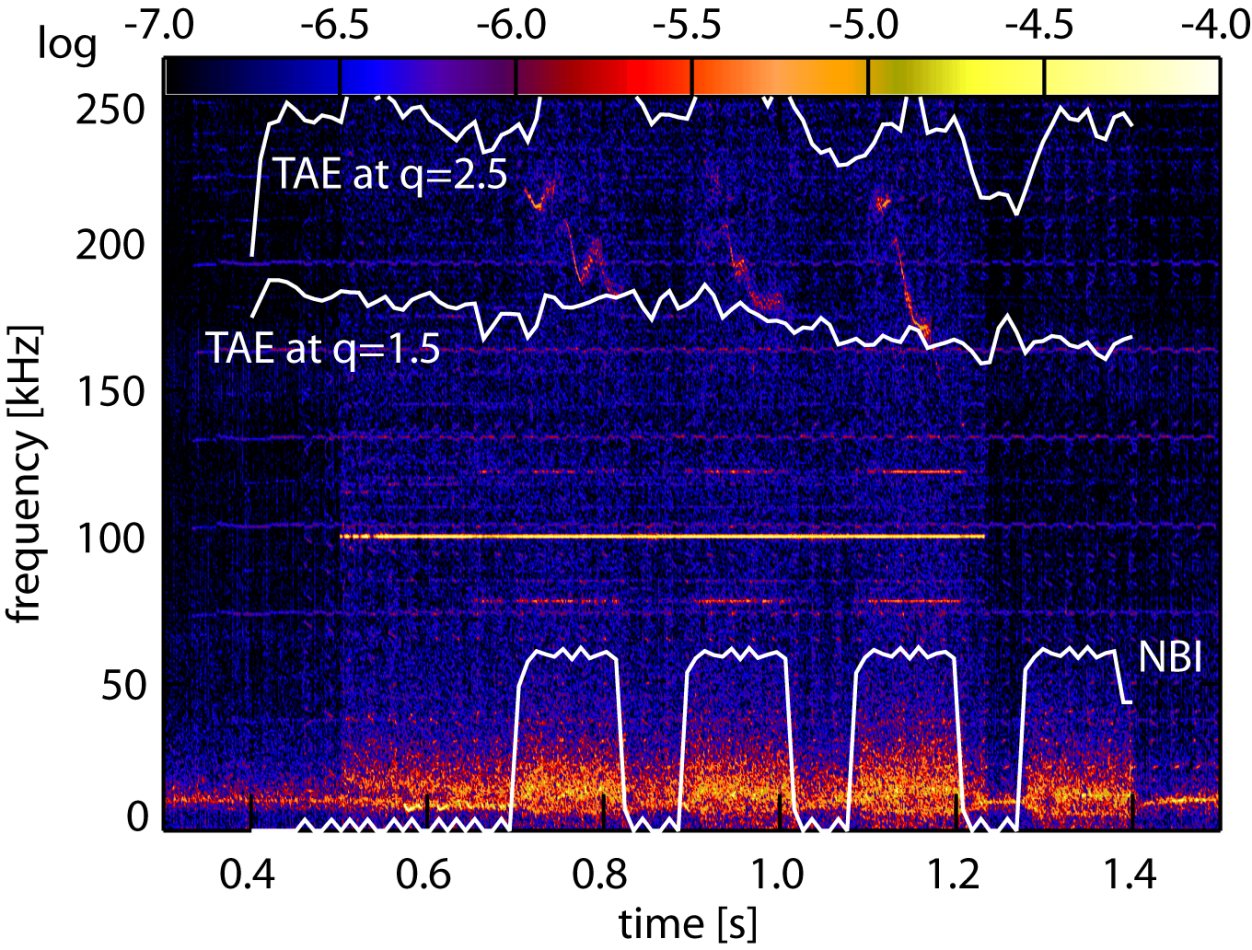 -7.0 -6.5 -6.0 -5.5 -5.0 -4.5 -4.0
log
250
TAE at q=2.5
200
TAE at q=1.5
150
100
50
NBI
0
frequency [kHz]
0.4 0.6 0.8 1.0 1.2 1.4
time [s]